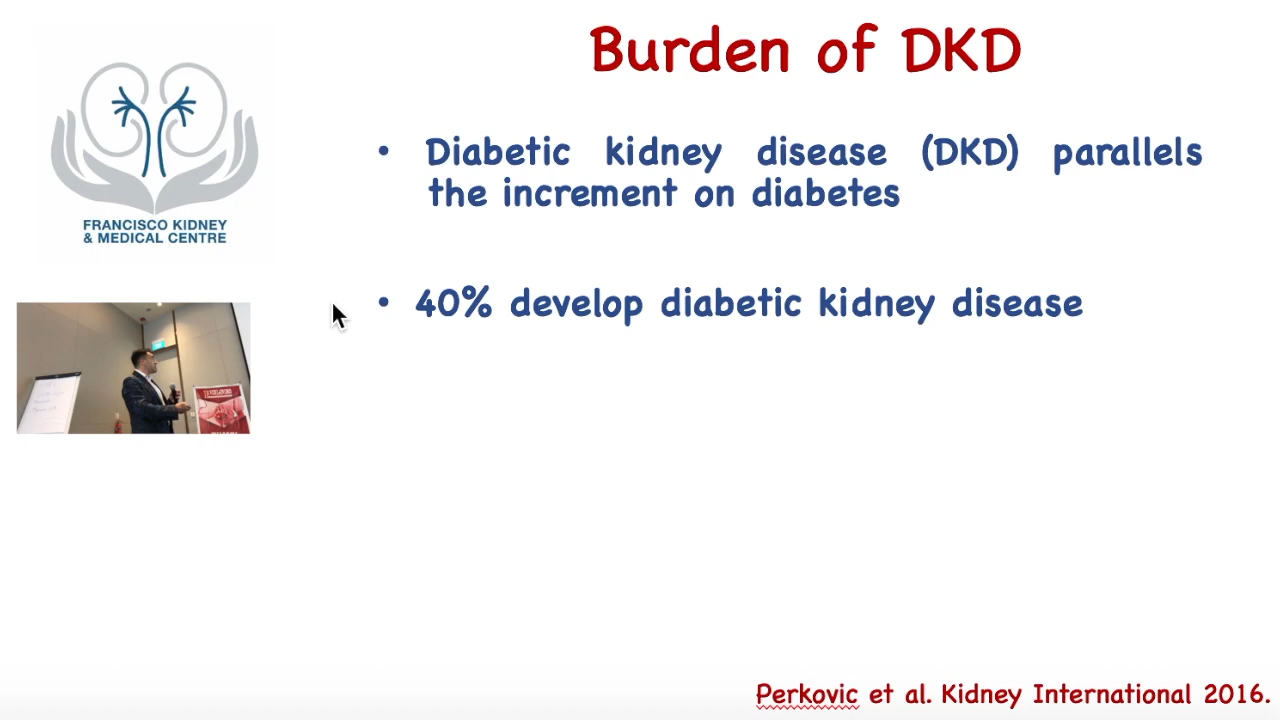 Burden of DKD
• Diabetic kidney disease (DKD) parallels
the increment on diabetes
• 40% develop diabetic kidney disease
FRANCISCO KIDNEY
& MEDICAL CENTRE
Perkovic et al. Kidney International 2016.